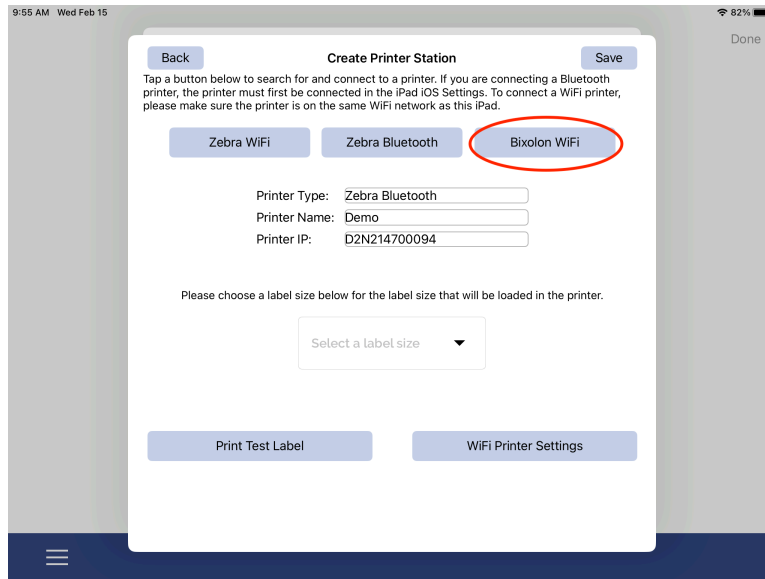 9:55 AM Wed Feb 15
82%
Done
Back
Create Printer Station
Save
Tap a button below to search for and connect to a printer. If you are connecting a Bluetooth
printer, the printer must first be connected in the iPad iOS Settings. To connect a WiFi printer,
please make sure the printer is on the same WiFi network as this iPad.
Zebra WiFi
Zebra Bluetooth
Bixolon WiFi
Printer Type: Zebra Bluetooth
Printer Name: Demo
Printer IP: D2N214700094
Please choose a label size below for the label size that will be loaded in the printer.
Select a label size
Print Test Label
WiFi Printer Settings